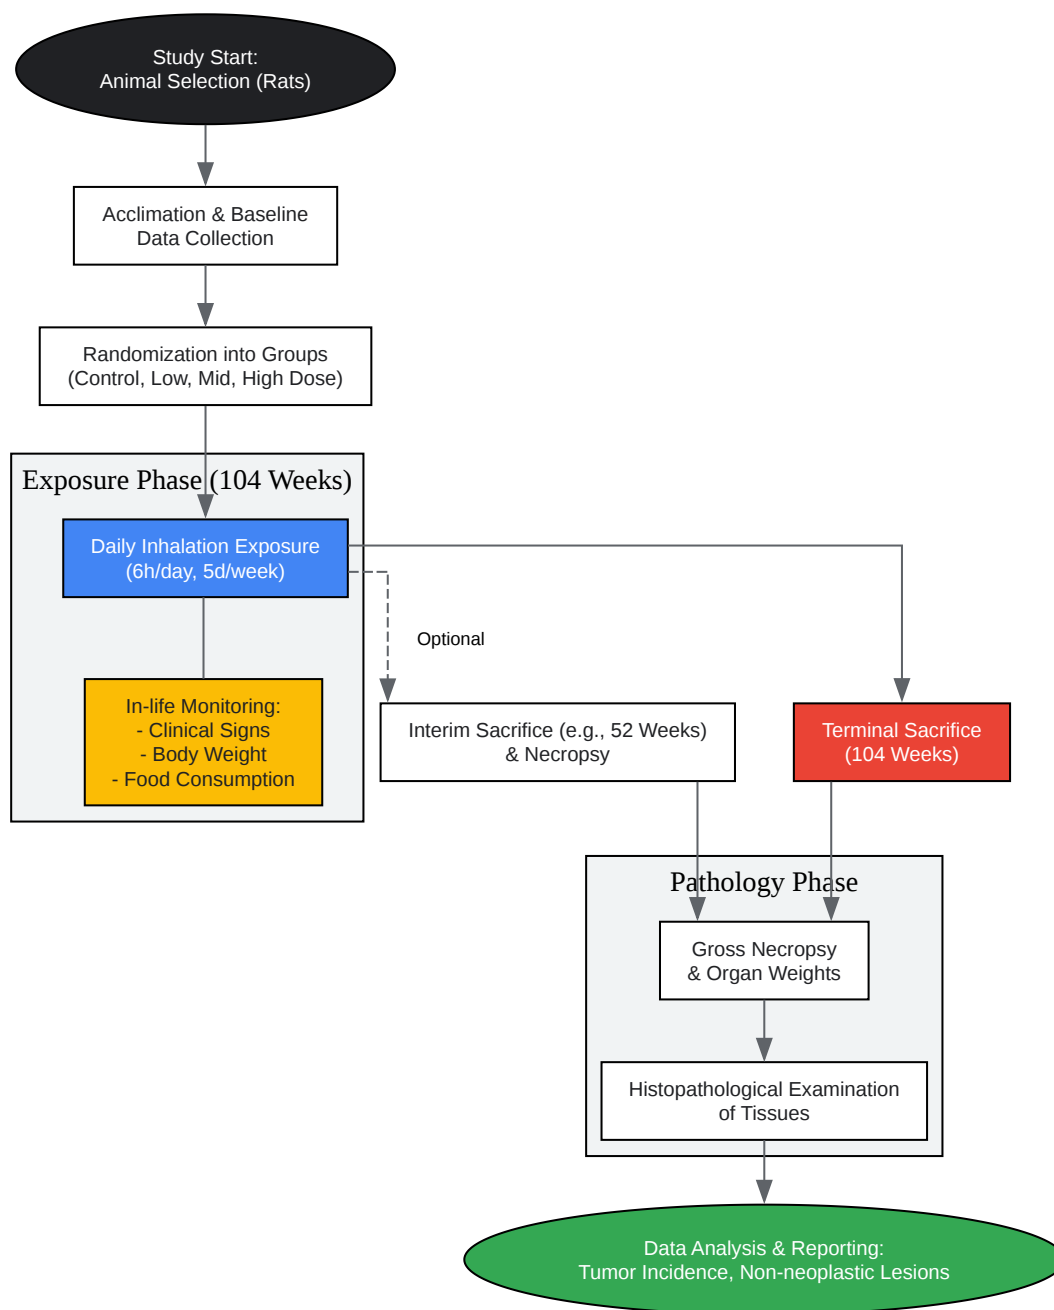 Study Start:
Animal Selection (Rats)
Acclimation & Baseline
Data Collection
Randomization into Groups
(Control, Low, Mid, High Dose)
Exposure Phase (104 Weeks)
Daily Inhalation Exposure
(6h/day, 5d/week)
Optional
In-life Monitoring:
- Clinical Signs
- Body Weight
- Food Consumption
Interim Sacrifice (e.g., 52 Weeks)
& Necropsy
Terminal Sacrifice
(104 Weeks)
Pathology Phase
Gross Necropsy
& Organ Weights
Histopathological Examination
of Tissues
Data Analysis & Reporting:
Tumor Incidence, Non-neoplastic Lesions